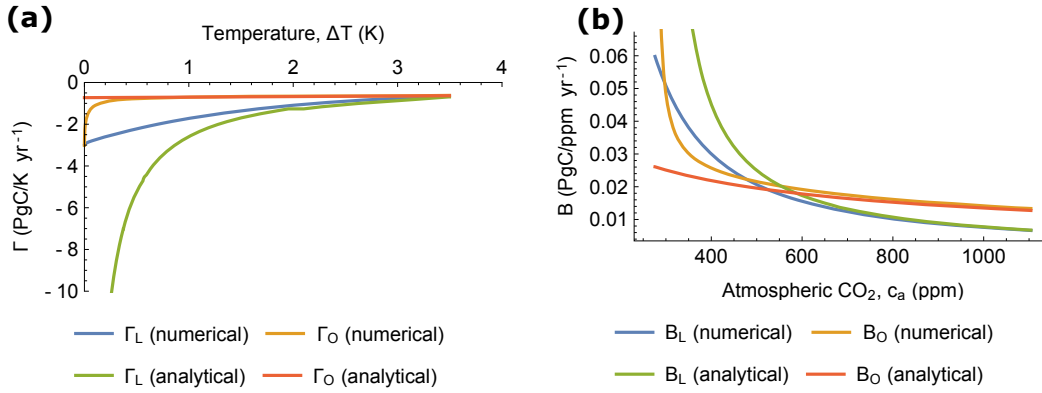 (a)
Temperature, ΔT (K)
0 1 2 3 4
0
- 2
- 4
- 6
- 8
- 10
Γ (PgC/K yr⁻¹)
Γ_L (numerical) Γ_O (numerical)
Γ_L (analytical) Γ_O (analytical)
(b)
0.06
0.05
0.04
0.03
0.02
0.01
B (PgC/ppm yr⁻¹)
400 600 800 1000
Atmospheric CO₂, c_a (ppm)
B_L (numerical) B_O (numerical)
B_L (analytical) B_O (analytical)